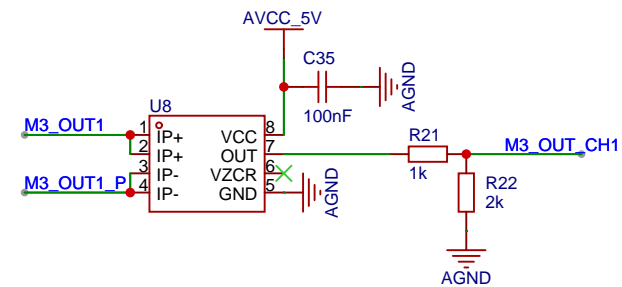 AVCC_5V
C35
100nF
AGND
U8
M3_OUT1
1 IP+ VCC 8
2 IP+ OUT 7
3 IP- VZCR 6
4 IP- GND 5
M3_OUT1_P
AGND
R21
1k
M3_OUT_CH1
R22
2k
AGND